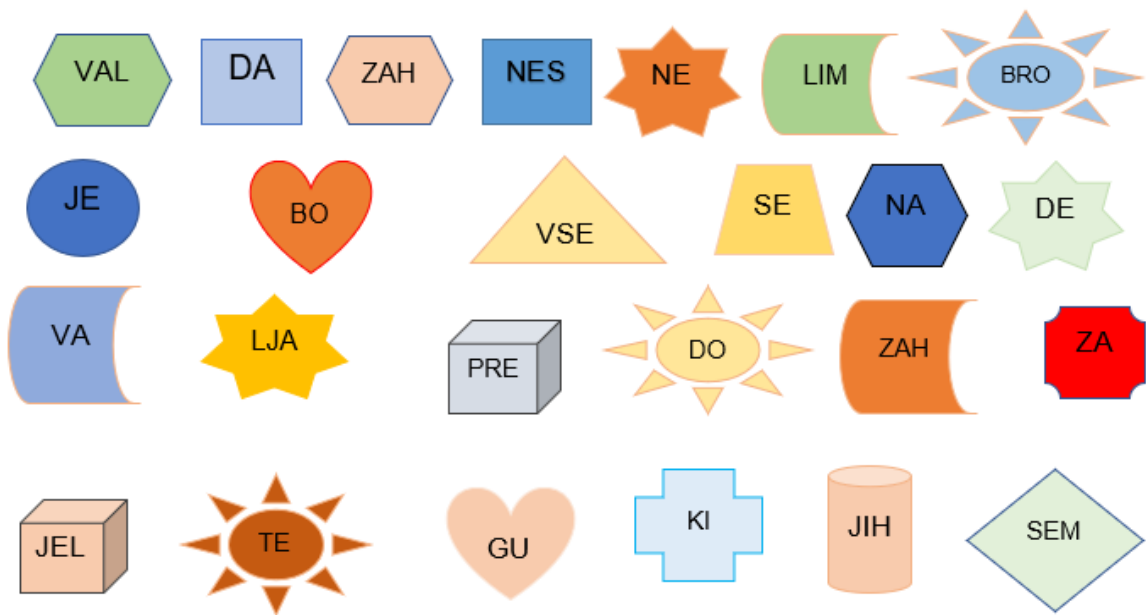 VAL DA ZAH NES NE LIM BRO
JE BO VSE SE NA DE
VA LJA PRE DO ZAH ZA
JEL TE GU KI JIH SEM